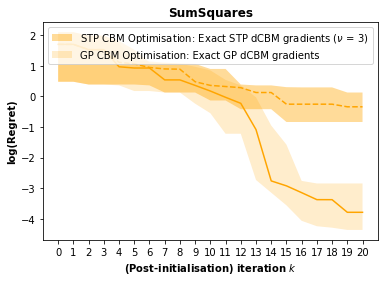 SumSquares
STP CBM Optimisation: Exact STP dCBM gradients (ν = 3)
GP CBM Optimisation: Exact GP dCBM gradients
log(Regret)
2
1
0
−1
−2
−3
−4
0 1 2 3 4 5 6 7 8 9 10 11 12 13 14 15 16 17 18 19 20
(Post-initialisation) iteration k